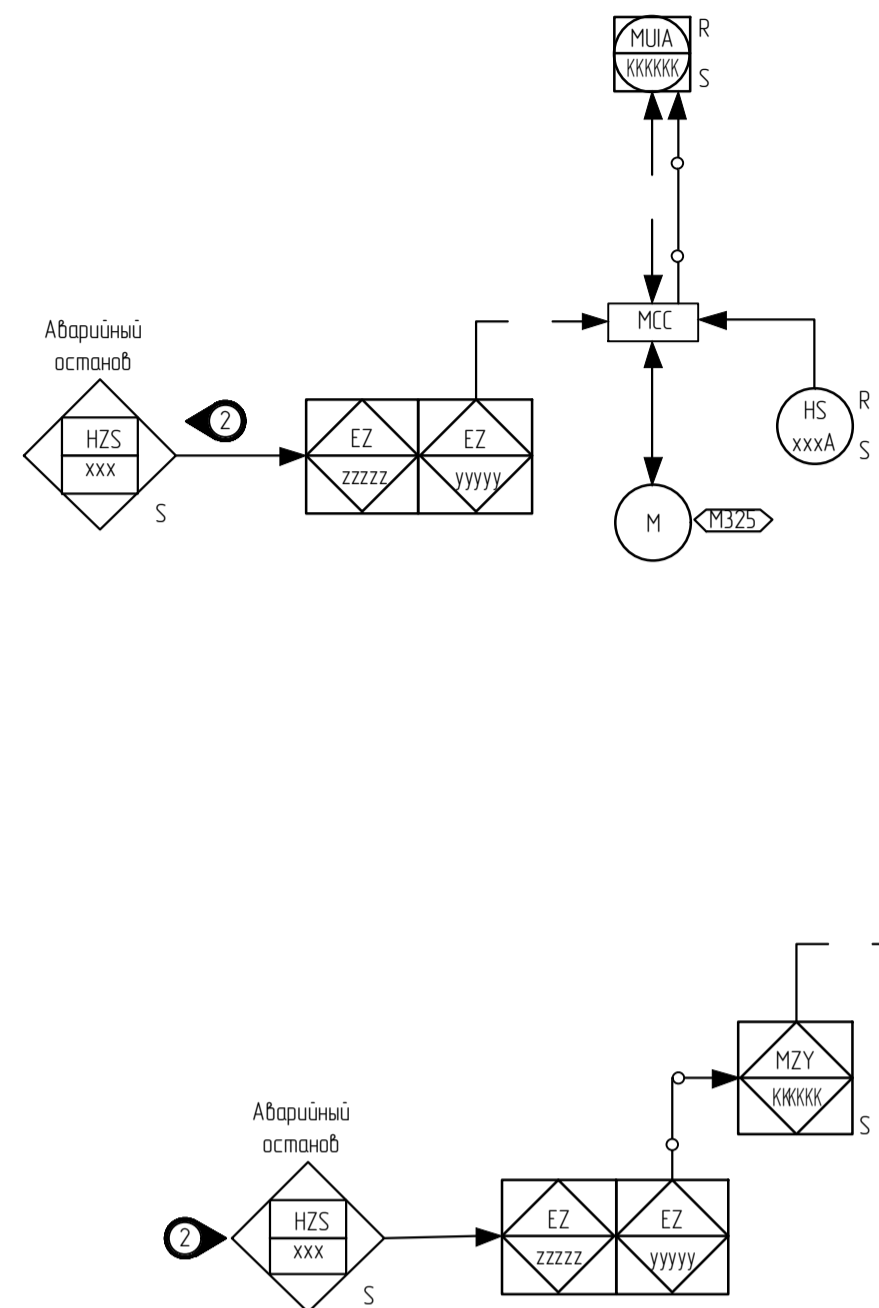 MUIA
KKKKKK
R
S
MCC
Аварийный
останов
HZS
xxx
S
2
EZ
zzzzz
EZ
yyyyy
HS
xxxA
R
S
M
M325
MZY
KKKKKK
S
Аварийный
останов
2
HZS
xxx
S
EZ
zzzzz
EZ
yyyyy